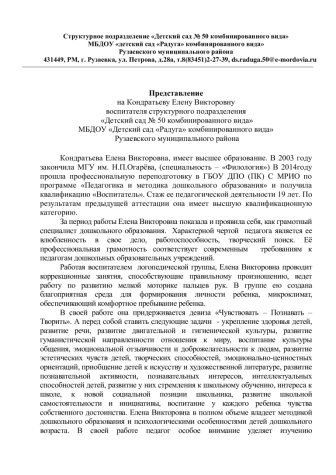 Структурное подразделение «Детский сад № 50 комбинированного вида»
МБДОУ «детский сад «Радуга» комбинированного вида»
Рузаевского муниципального района
431449, РМ, г. Рузаевка, ул. Петрова, д.28а, т.8(83451)2-27-39, ds.raduga.50@e-mordovia.ru
Представление
на Кондратьеву Елену Викторовну
воспитателя структурного подразделения
«Детский сад № 50 комбинированного вида»
МБДОУ «Детский сад «Радуга» комбинированного вида»
Рузаевского муниципального района
Кондратьева Елена Викторовна, имеет высшее образование. В 2003 году
закончила МГУ им. Н.П.Огарёва, (специальность – «Филология») В 2014году
прошла профессиональную переподготовку в ГБОУ ДПО (ПК) С МРИО по
программе «Педагогика и методика дошкольного образования» и получила
квалификацию «Воспитатель». Стаж ее педагогической деятельности 19 лет. По
результатам предыдущей аттестации она имеет высшую квалификационную
категорию.
За период работы Елена Викторовна показала и проявила себя, как грамотный
специалист дошкольного образования. Характерной чертой педагога является ее
влюбленность в свое дело, работоспособность, творческий поиск. Её
профессиональная грамотность соответствует современным требованиям к
педагогам дошкольных образовательных учреждений.
Работая воспитателем логопедической группы, Елена Викторовна проводит
коррекционные занятия, способствующие правильному произношению, ведет
работу по развитию мелкой моторике пальцев рук. В группе ею создана
благоприятная среда для формирования личности ребенка, микроклимат,
обеспечивающий комфортное пребывание ребенка.
В своей работе она придерживается девиза «Чувствовать – Познавать –
Творить». А перед собой ставить следующие задачи - укрепление здоровья детей,
развитие речи, развитие двигательной и гигиенической культуры, развитие
гуманистической направленности отношения к миру, воспитание культуры
общения, эмоциональной отзывчивости и доброжелательности к людям, развитие
эстетических чувств детей, творческих способностей, эмоционально-ценностных
ориентаций, приобщение детей к искусству и художественной литературе, развитие
познавательной активности, познавательных интересов, интеллектуальных
способностей детей, развитие у них стремления к школьному обучению, интереса к
школе, к новой социальной позиции школьника, развитие школьной
самостоятельности и инициативы, воспитание у каждого ребенка чувства
собственного достоинства. Елена Викторовна в полном объеме владеет методикой
дошкольного образования и психологическими особенностями детей дошкольного
возраста. В своей работе педагог особое внимание уделяет изучению